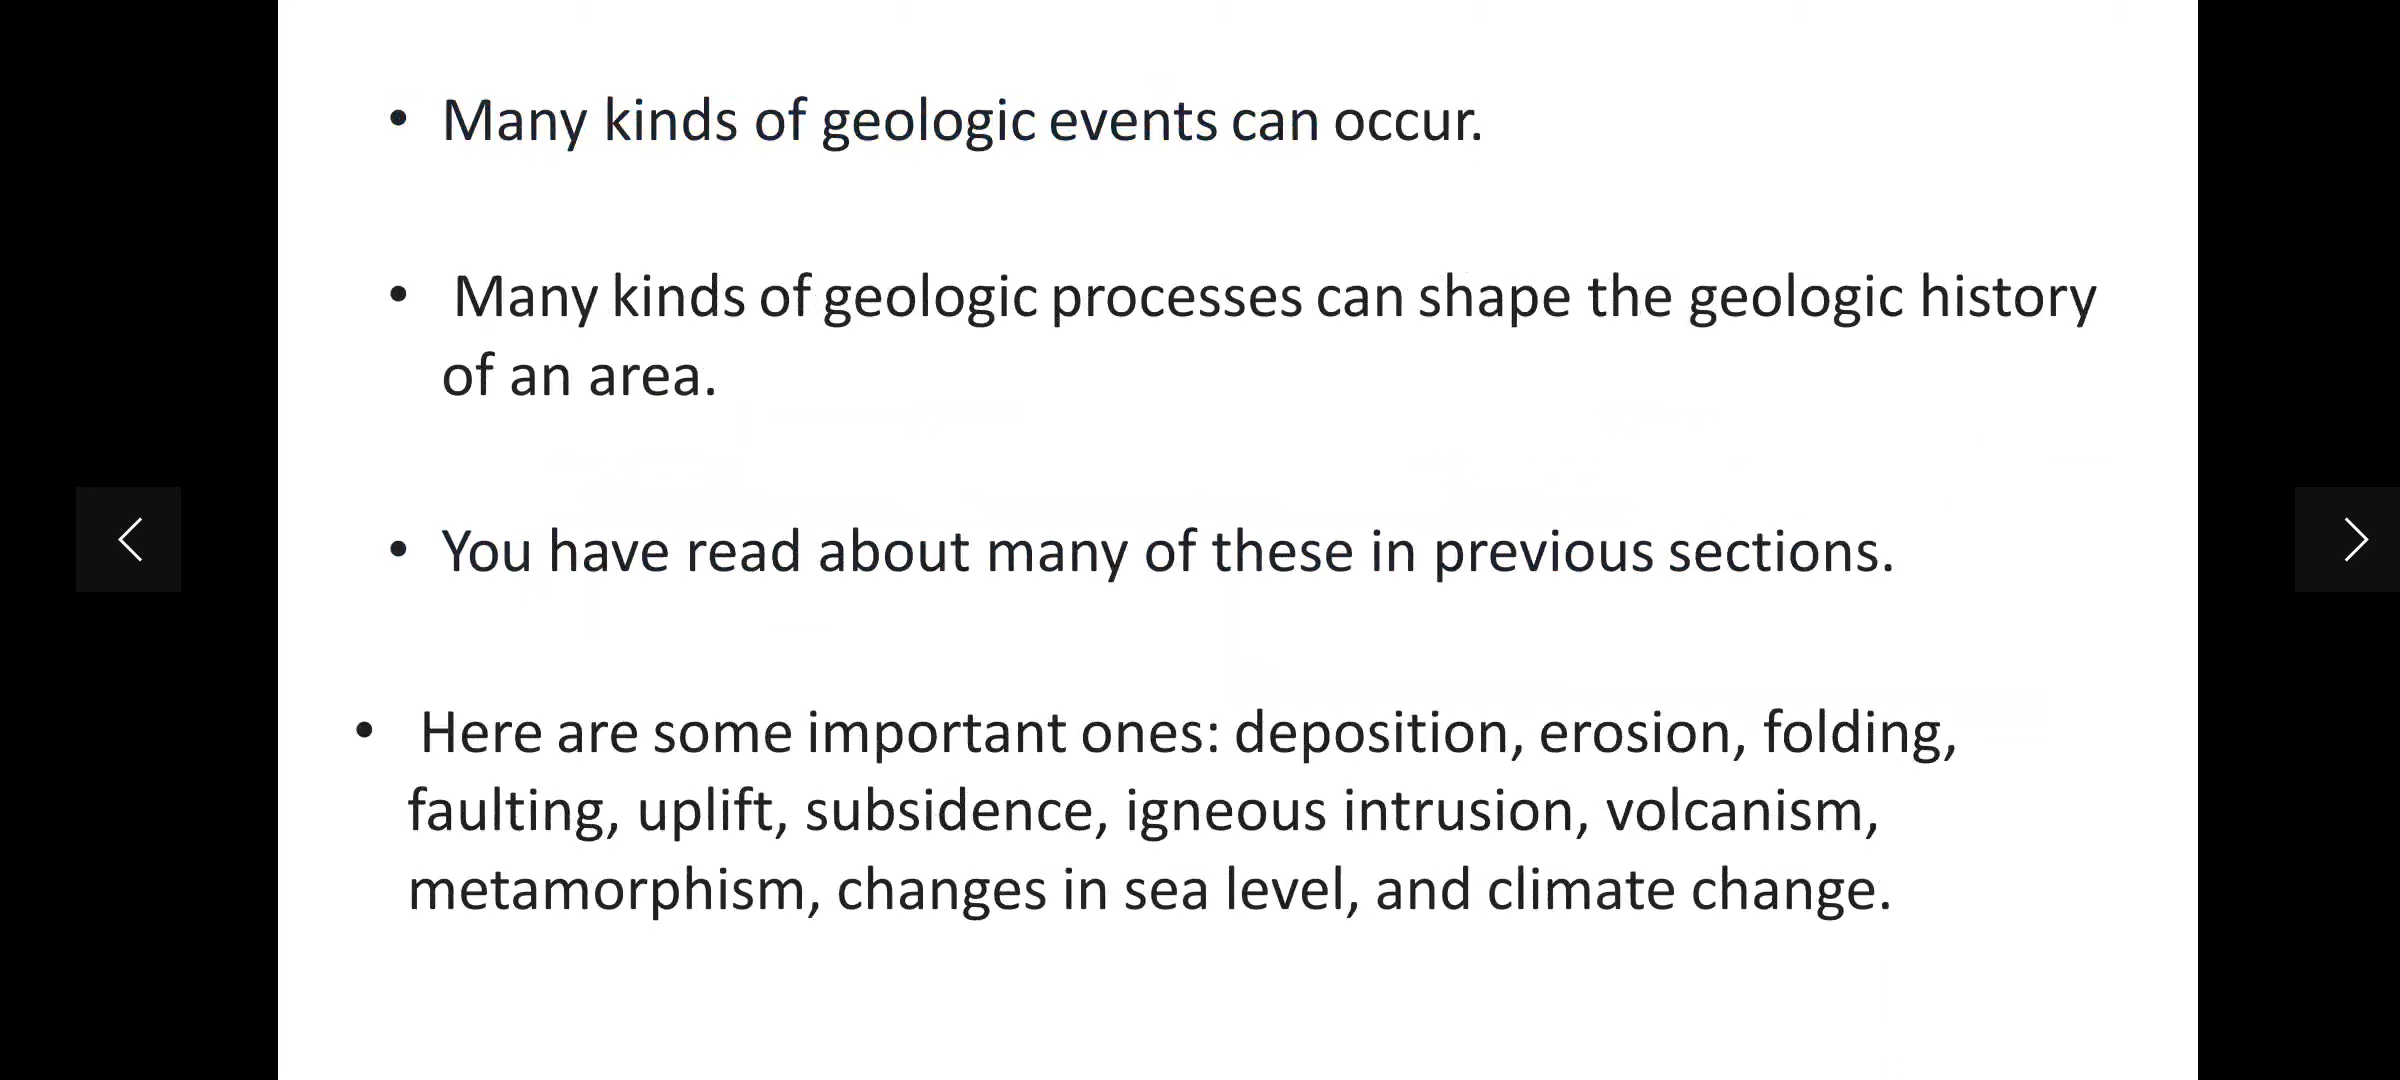 • Many kinds of geologic events can occur.
• Many kinds of geologic processes can shape the geologic history
of an area.
• You have read about many of these in previous sections.
• Here are some important ones: deposition, erosion, folding,
faulting, uplift, subsidence, igneous intrusion, volcanism,
metamorphism, changes in sea level, and climate change.